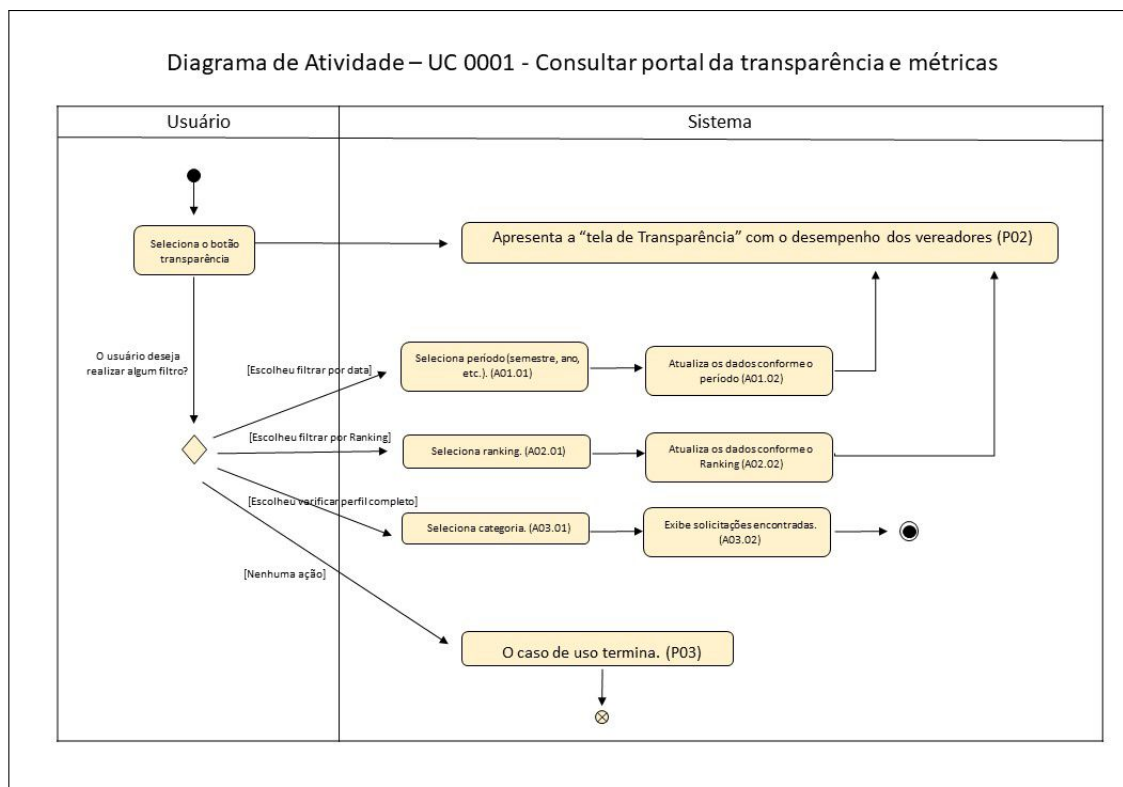 Diagrama de Atividade – UC 0001 - Consultar portal da transparência e métricas
Usuário
Sistema
Seleciona o botão
transparência
Apresenta a “tela de Transparência” com o desempenho dos vereadores (P02)
O usuário deseja
realizar algum filtro?
[Escolheu filtrar por data]
Seleciona período (semestre, ano,
etc.). (A01.01)
Atualiza os dados conforme o
período (A01.02)
[Escolheu filtrar por Ranking]
Seleciona ranking. (A02.01)
Atualiza os dados conforme o
Ranking (A02.02)
[Escolheu verificar perfil completo]
Seleciona categoria. (A03.01)
Exibe solicitações encontradas.
(A03.02)
[Nenhuma ação]
O caso de uso termina. (P03)